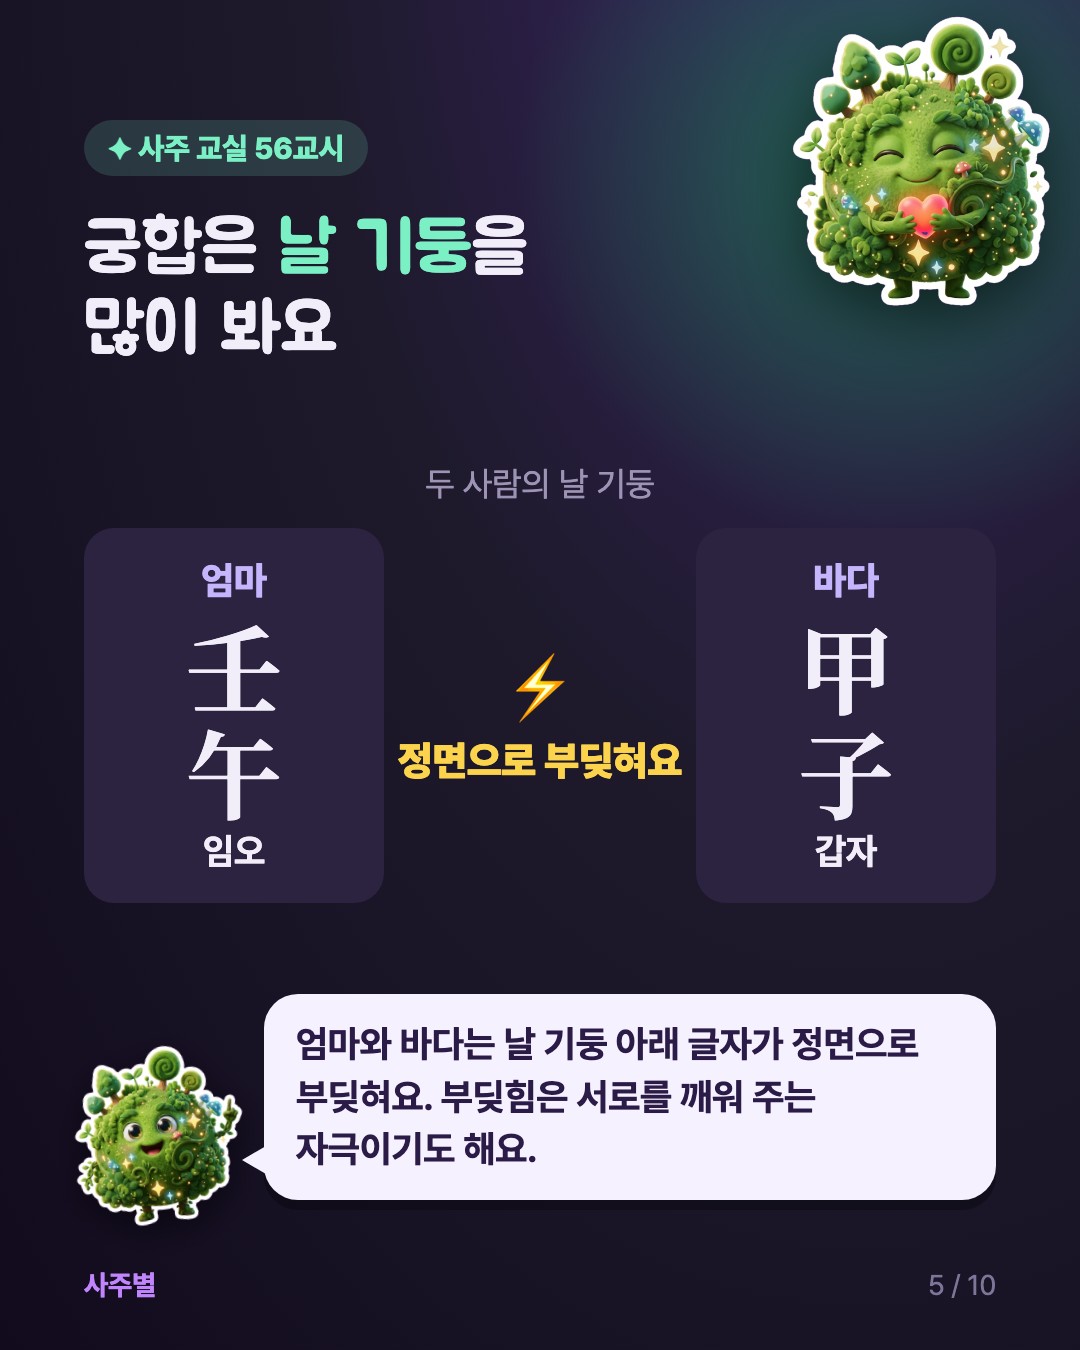 ✦ 사주 교실 56교시
궁합은 날 기둥을
많이 봐요
두 사람의 날 기둥
엄마
壬
午
임오
⚡
정면으로 부딪혀요
바다
甲
子
갑자
엄마와 바다는 날 기둥 아래 글자가 정면으로
부딪혀요. 부딪힘은 서로를 깨워 주는
자극이기도 해요.
사주별
5 / 10